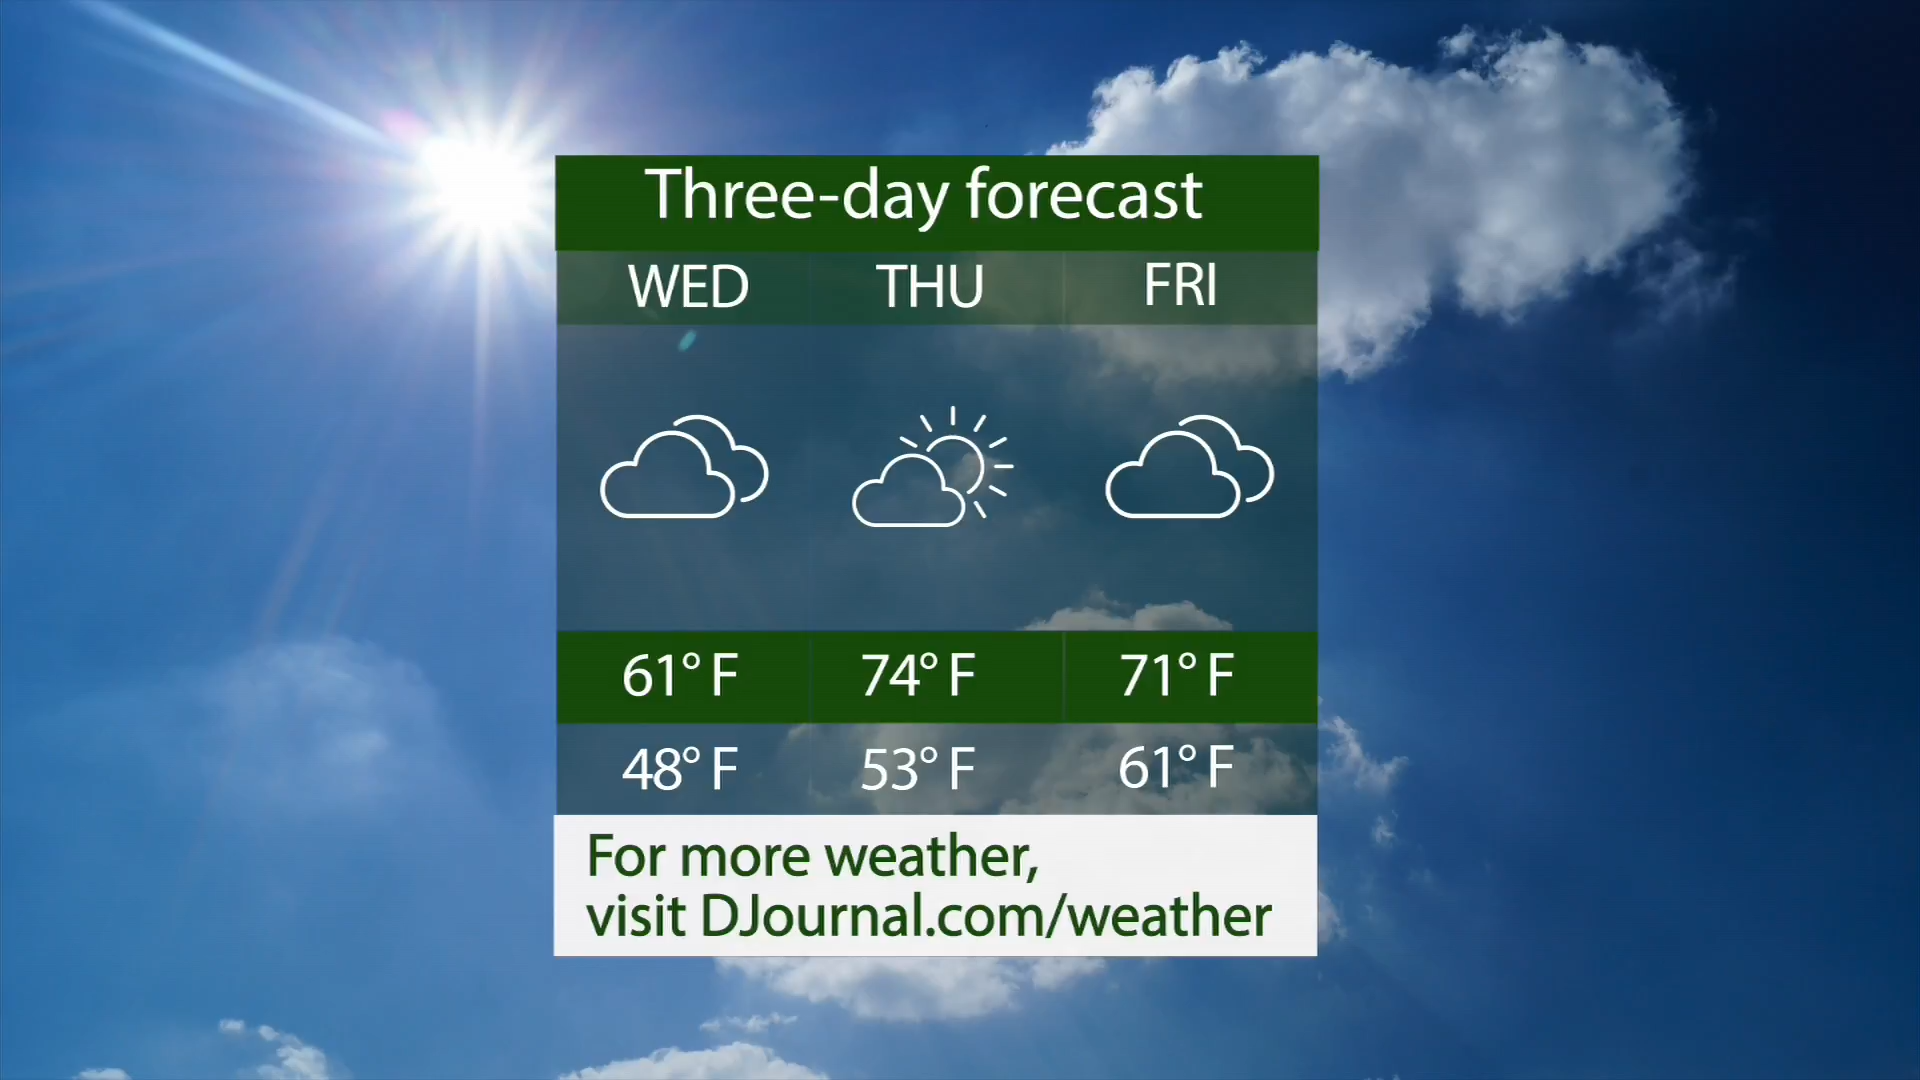 Three-day forecast
WED THU FRI
61° F 74° F 71° F
48° F 53° F 61° F
For more weather,
visit DJournal.com/weather